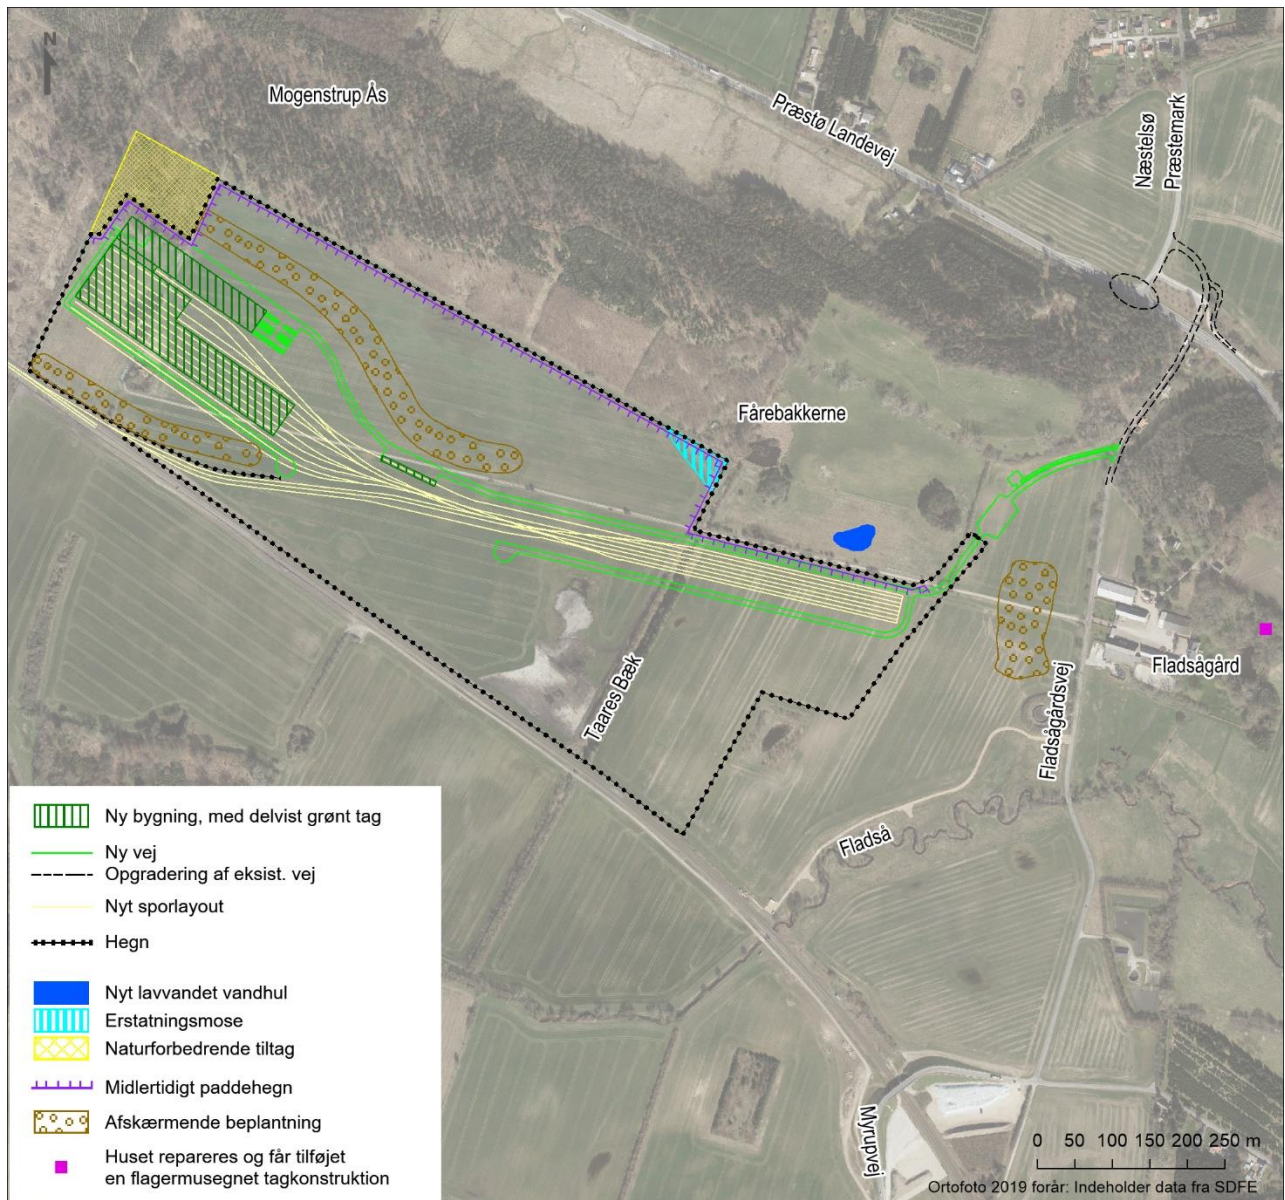 N
Mogenstrup Ås
Præstø Landevej
Næstelsø
Præstemark
Fårebakkerne
Taares Bæk
Fladsågård
Fladsågårdsvej
Fladså
Myrupvej
Ny bygning, med delvist grønt tag
Ny vej
Opgradering af eksist. vej
Nyt sporlayout
Hegn
Nyt lavvandet vandhul
Erstatningsmose
Naturforbedrende tiltag
Midlertidigt paddehegn
Afskærmende beplantning
Huset repareres og får tilføjet
en flagermusegnet tagkonstruktion
0 50 100 150 200 250 m
Ortofoto 2019 forår: Indeholder data fra SDFE